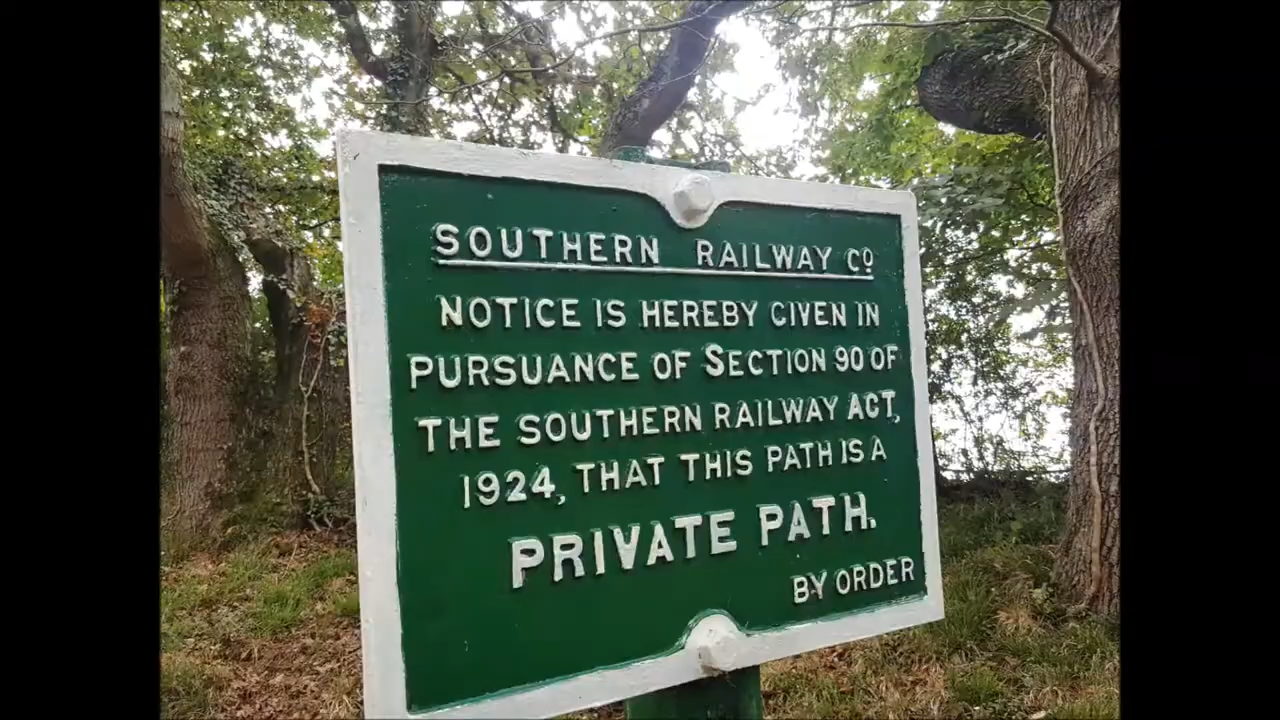 SOUTHERN RAILWAY Co
NOTICE IS HEREBY GIVEN IN
PURSUANCE OF SECTION 90 OF
THE SOUTHERN RAILWAY ACT,
1924, THAT THIS PATH IS A
PRIVATE PATH.
BY ORDER